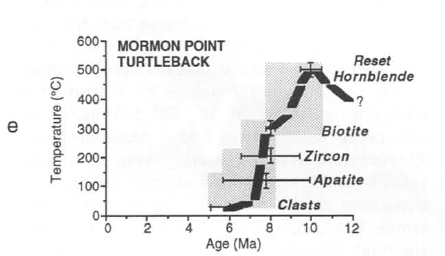 MORMON POINT
TURTLEBACK
Reset
Hornblende
?
Biotite
Zircon
Apatite
Clasts
Temperature (°C)
600
500
400
300
200
100
0
0 2 4 6 8 10 12
Age (Ma)